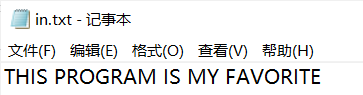 in.txt - 记事本
文件(F) 编辑(E) 格式(O) 查看(V) 帮助(H)
THIS PROGRAM IS MY FAVORITE